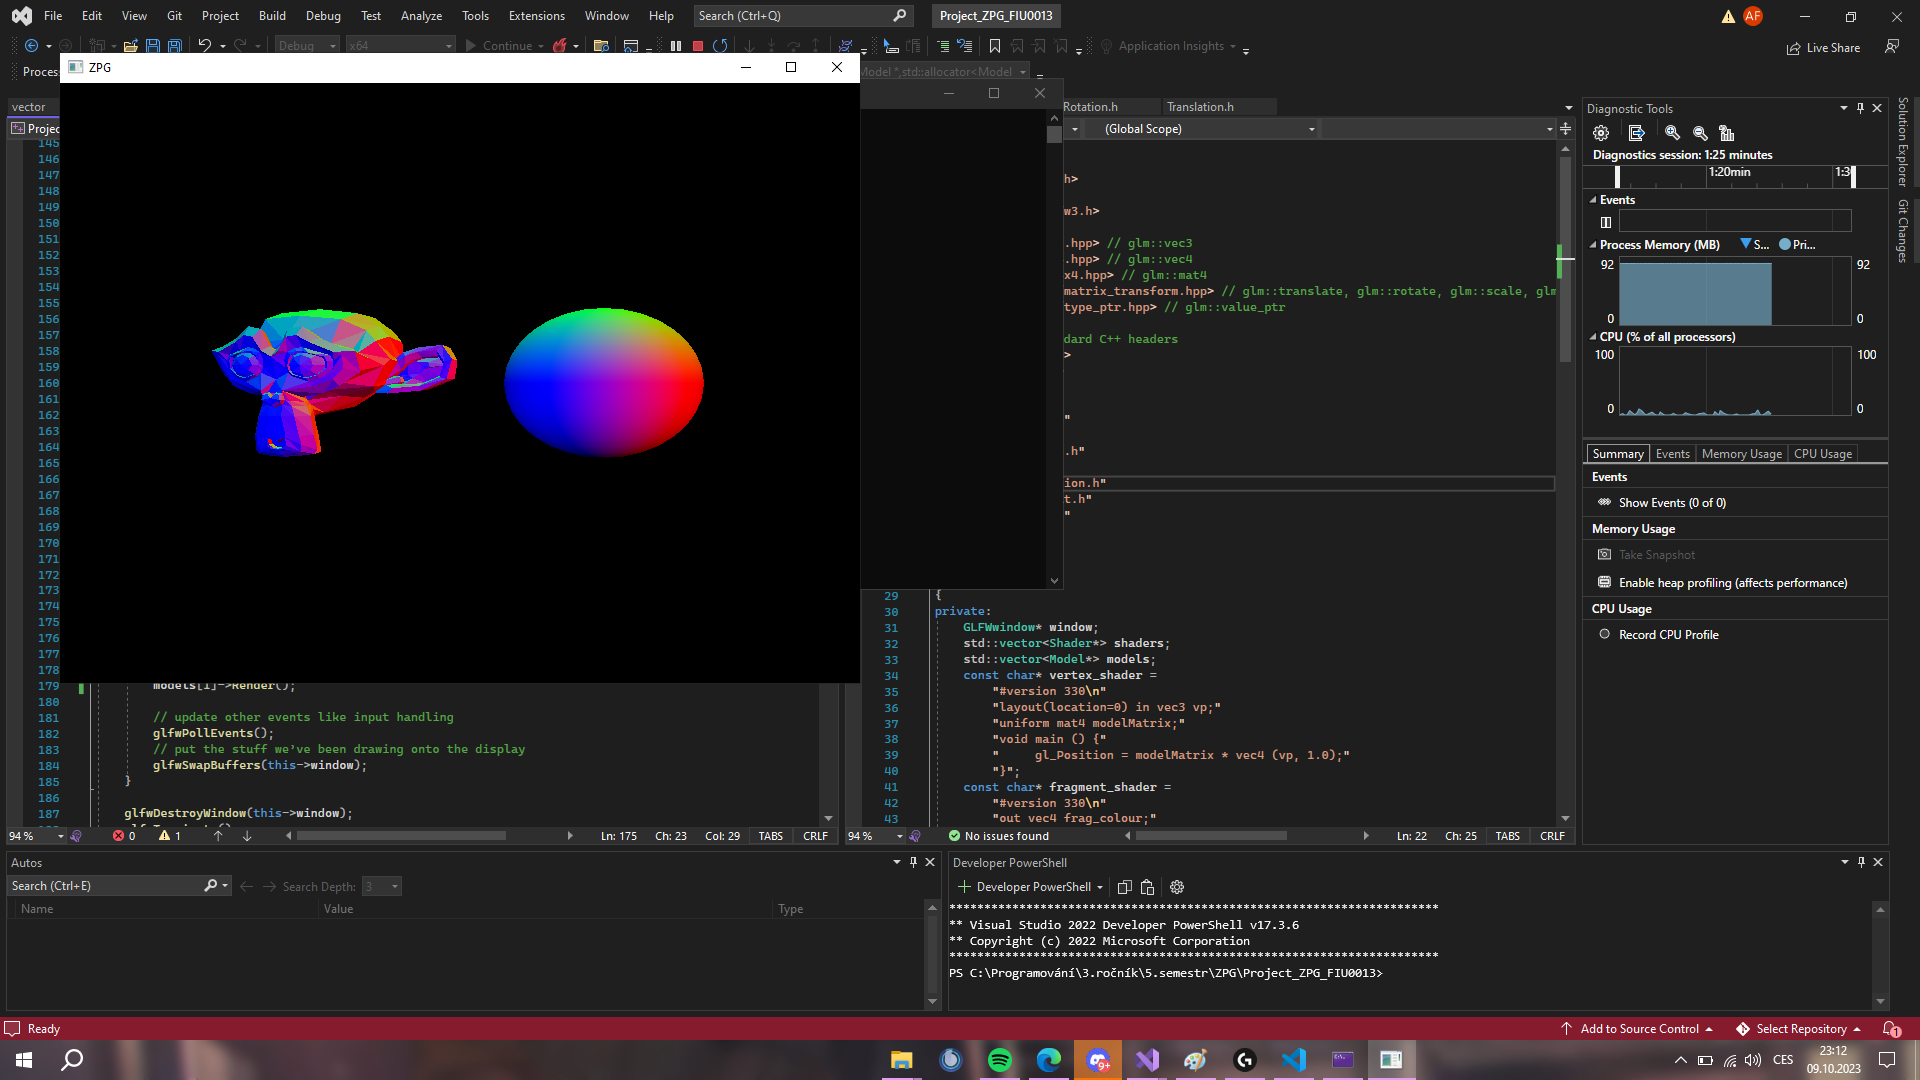 File Edit View Git Project Build Debug Test Analyze Tools Extensions Window Help Search (Ctrl+Q) Project_ZPG_FIU0013 AF
Debug x64 Continue Application Insights Live Share
Model *,std::allocator<Model
ZPG
vector
Rotation.h Translation.h
(Global Scope)
145
146
147
148
149
150
151
152
153
154
155
156
157
158
159
160
161
162
163
164
165
166
167
168
169
170
171
172
173
174
175
176
177
178
179 models[1]->Render();
180
181 // update other events like input handling
182 glfwPollEvents();
183 // put the stuff we've been drawing onto the display
184 glfwSwapBuffers(this->window);
185 }
186
187 glfwDestroyWindow(this->window);
94 % 0 1 Ln: 175 Ch: 23 Col: 29 TABS CRLF
h>
w3.h>
.hpp> // glm::vec3
.hpp> // glm::vec4
x4.hpp> // glm::mat4
matrix_transform.hpp> // glm::translate, glm::rotate, glm::scale, glm
type_ptr.hpp> // glm::value_ptr
dard C++ headers
>
"
.h"
ion.h"
t.h"
"
29 {
30 private:
31 GLFWwindow* window;
32 std::vector<Shader*> shaders;
33 std::vector<Model*> models;
34 const char* vertex_shader =
35 "#version 330\n"
36 "layout(location=0) in vec3 vp;"
37 "uniform mat4 modelMatrix;"
38 "void main () {"
39 " gl_Position = modelMatrix * vec4 (vp, 1.0);"
40 "}";
41 const char* fragment_shader =
42 "#version 330\n"
43 "out vec4 frag_colour;"
94 % No issues found Ln: 22 Ch: 25 TABS CRLF
Diagnostic Tools
Diagnostics session: 1:25 minutes
1:20min 1:3
Events
Process Memory (MB) S... Pri...
92 92
0 0
CPU (% of all processors)
100 100
0 0
Summary Events Memory Usage CPU Usage
Events
Show Events (0 of 0)
Memory Usage
Take Snapshot
Enable heap profiling (affects performance)
CPU Usage
Record CPU Profile
Solution Explorer
Git Changes
Autos
Search (Ctrl+E) Search Depth: 3
Name Value Type
Developer PowerShell
Developer PowerShell
**********************************************************************
** Visual Studio 2022 Developer PowerShell v17.3.6
** Copyright (c) 2022 Microsoft Corporation
**********************************************************************
PS C:\Programování\3.ročník\5.semestr\ZPG\Project_ZPG_FIU0013>
Ready Add to Source Control Select Repository 1
9+ CES 23:12
09.10.2023